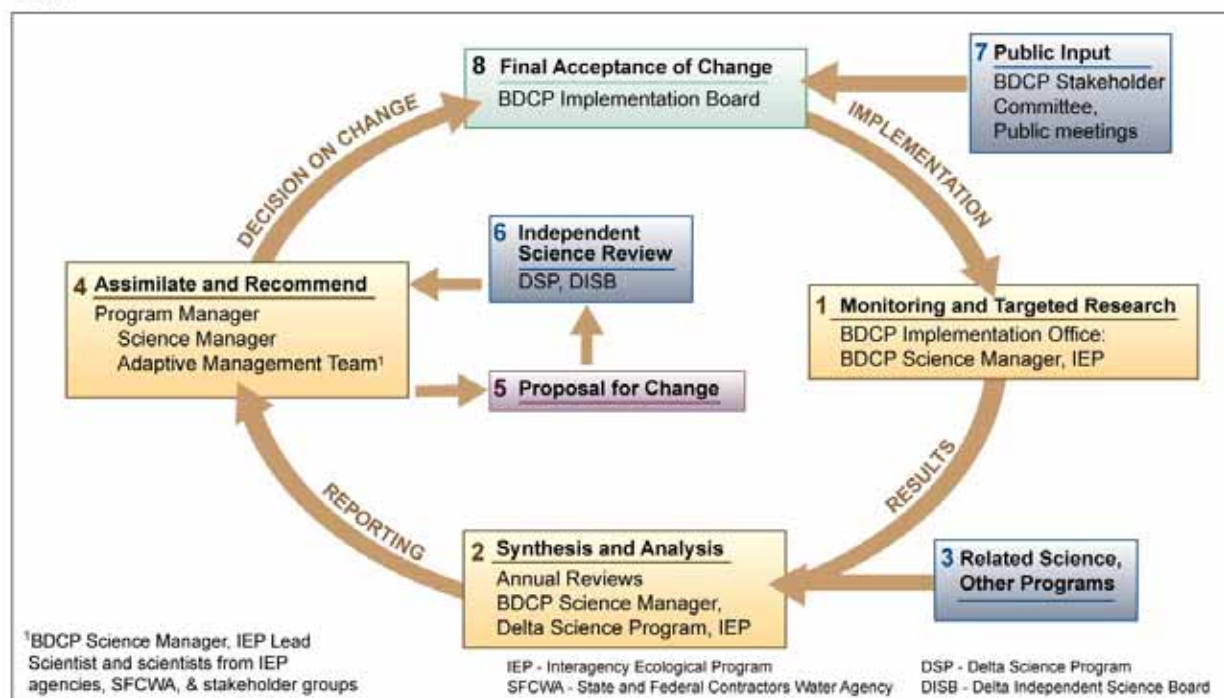 8 Final Acceptance of Change
BDCP Implementation Board
7 Public Input
BDCP Stakeholder
Committee,
Public meetings
DECISION ON CHANGE
IMPLEMENTATION
6 Independent
Science Review
DSP, DISB
4 Assimilate and Recommend
Program Manager
Science Manager
Adaptive Management Team¹
5 Proposal for Change
1 Monitoring and Targeted Research
BDCP Implementation Office:
BDCP Science Manager, IEP
REPORTING
RESULTS
2 Synthesis and Analysis
Annual Reviews
BDCP Science Manager,
Delta Science Program, IEP
3 Related Science,
Other Programs
¹BDCP Science Manager, IEP Lead
Scientist and scientists from IEP
agencies, SFCWA, & stakeholder groups
IEP - Interagency Ecological Program
SFCWA - State and Federal Contractors Water Agency
DSP - Delta Science Program
DISB - Delta Independent Science Board